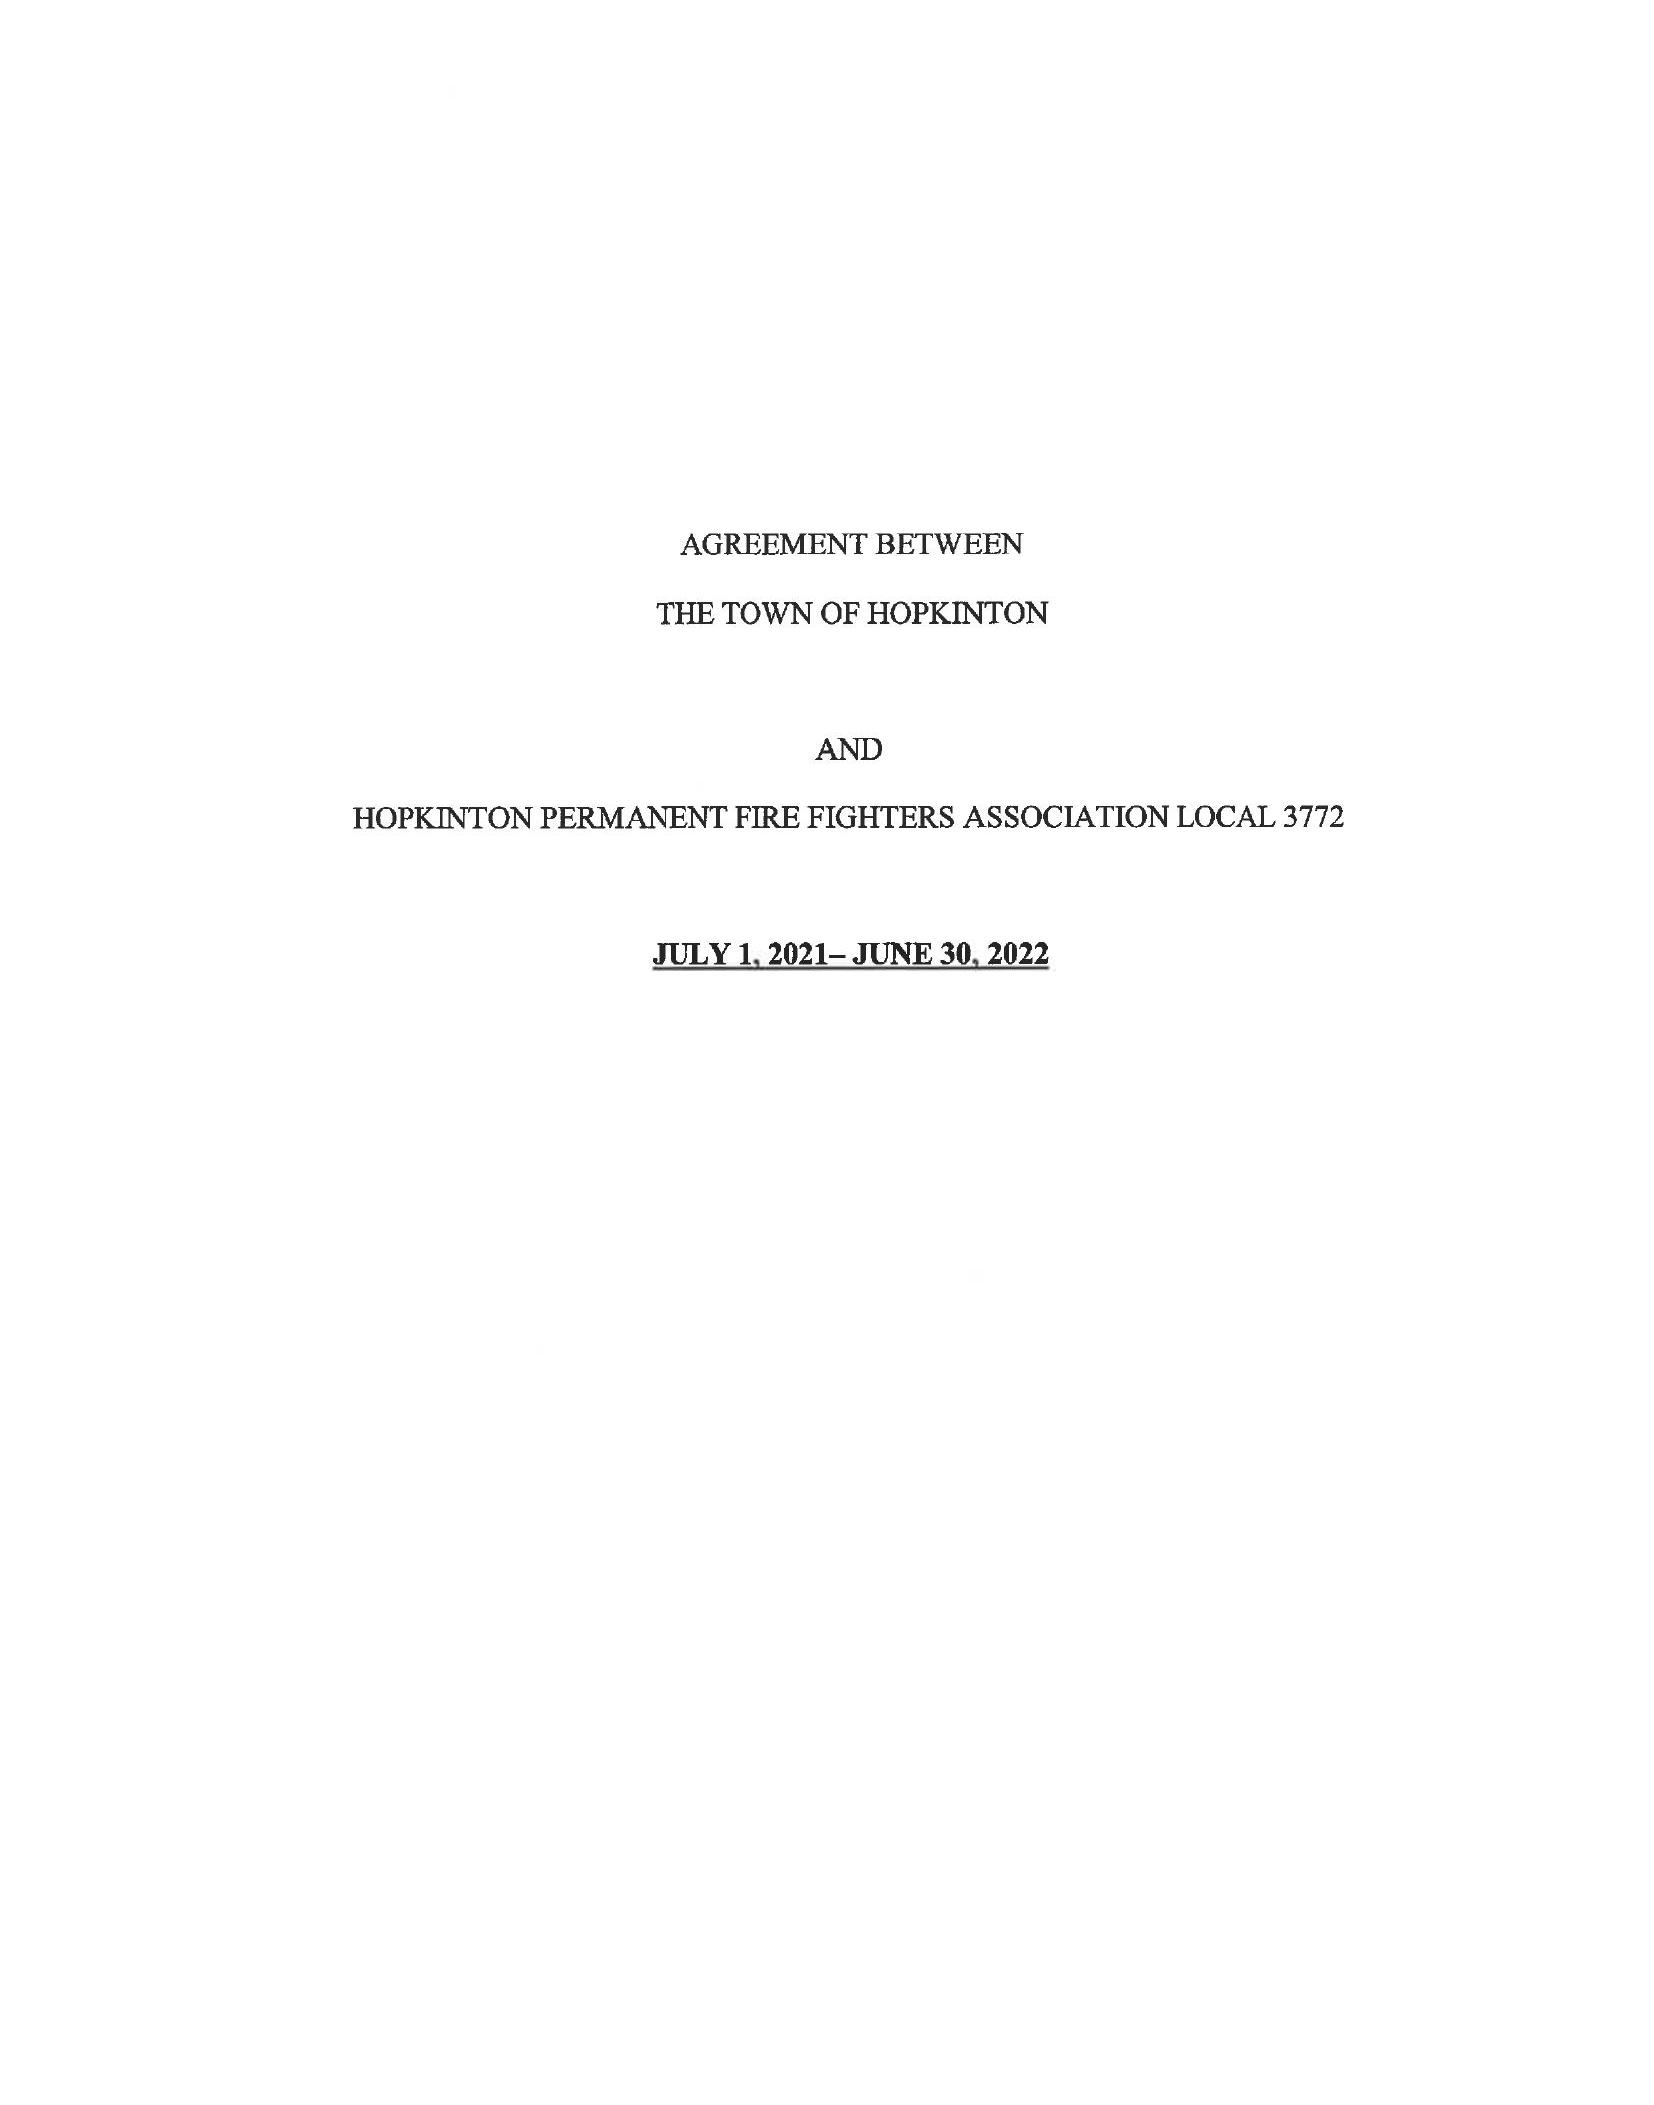 AGREEMENT BETWEEN
THE TOWN OF HOPKINTON
AND
HOPKINTON PERMANENT FIRE FIGHTERS ASSOCIATION LOCAL 3772
JULY 1, 2021– JUNE 30, 2022